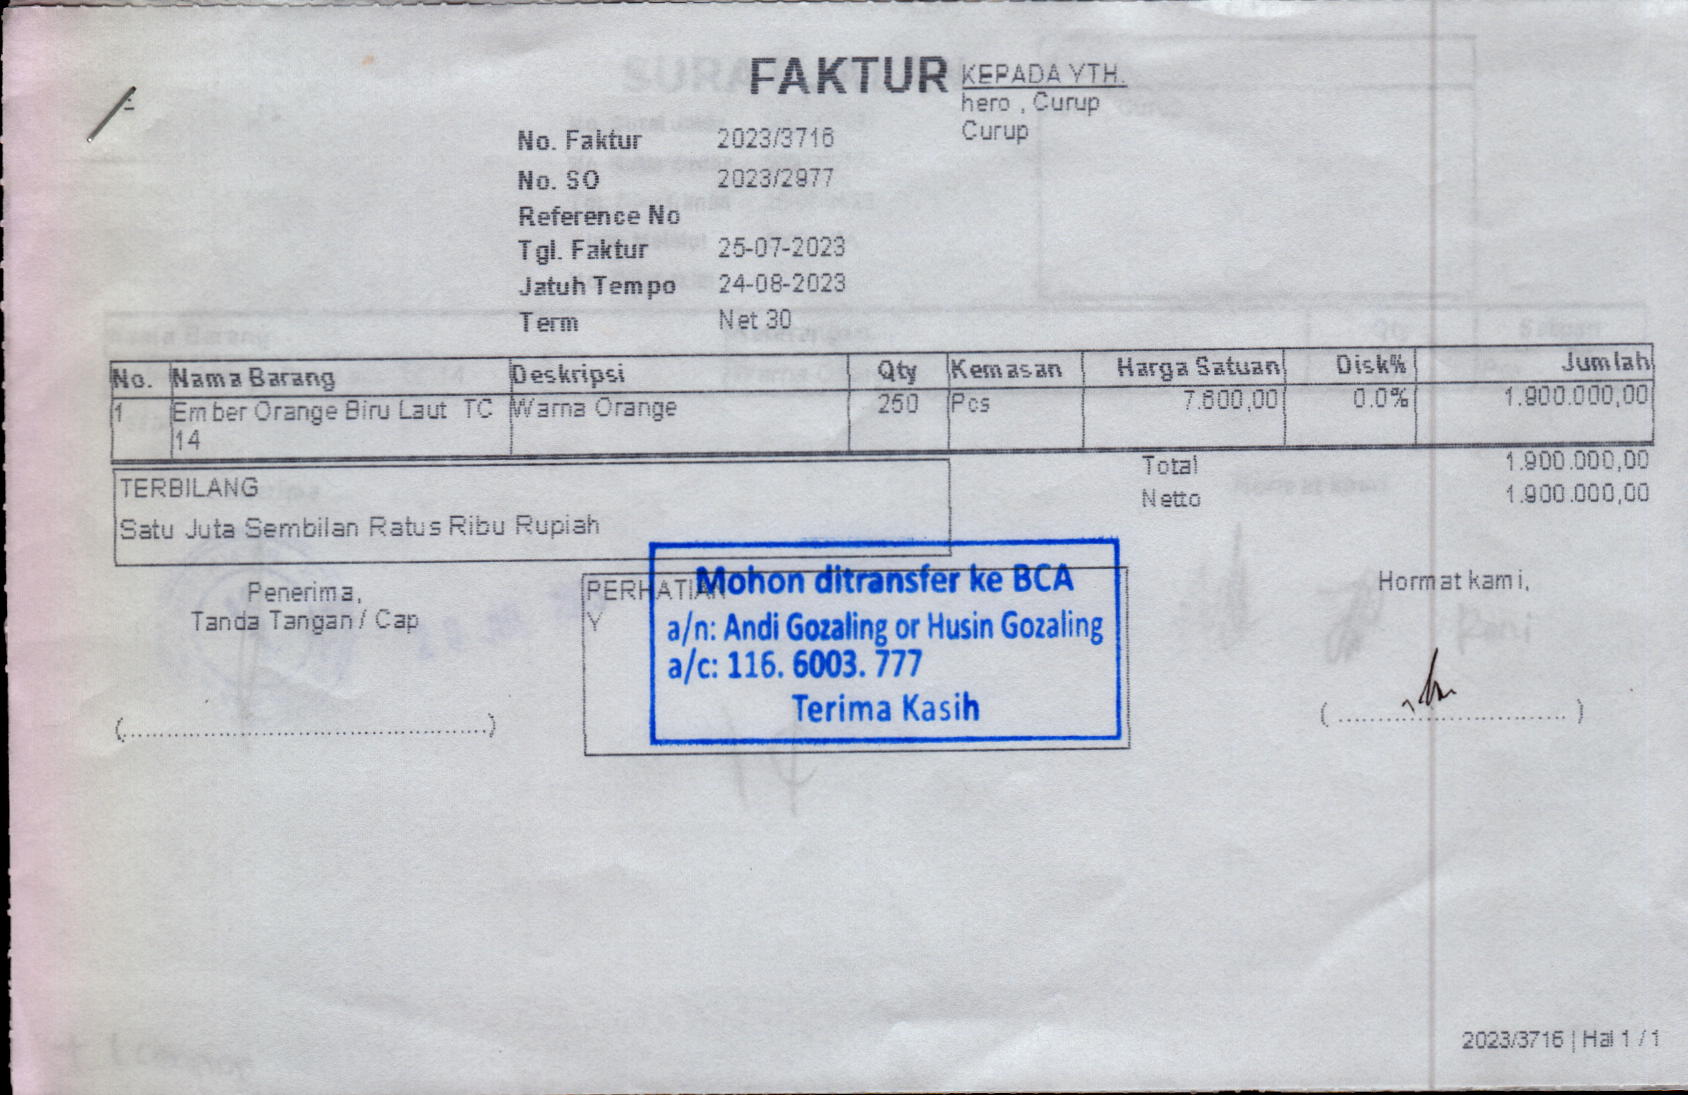 FAKTUR
KEPADA YTH.
hero , Curup
Curup
No. Faktur 2023/3716
No. SO 2023/2977
Reference No
Tgl. Faktur 25-07-2023
Jatuh Tempo 24-08-2023
Term Net 30
No. Nama Barang Deskripsi Qty Kemasan Harga Satuan Disk% Jumlah
1 Ember Orange Biru Laut TC Warna Orange 250 Pcs 7.600,00 0.0% 1.900.000,00
14
Total 1.900.000,00
Netto 1.900.000,00
TERBILANG
Satu Juta Sembilan Ratus Ribu Rupiah
Penerima,
Tanda Tangan / Cap
(............................................)
PERHATIAN
Y
Mohon ditransfer ke BCA
a/n: Andi Gozaling or Husin Gozaling
a/c: 116. 6003. 777
Terima Kasih
Hormat kami,
Rani
( .............................. )
2023/3716 | Hal 1 / 1